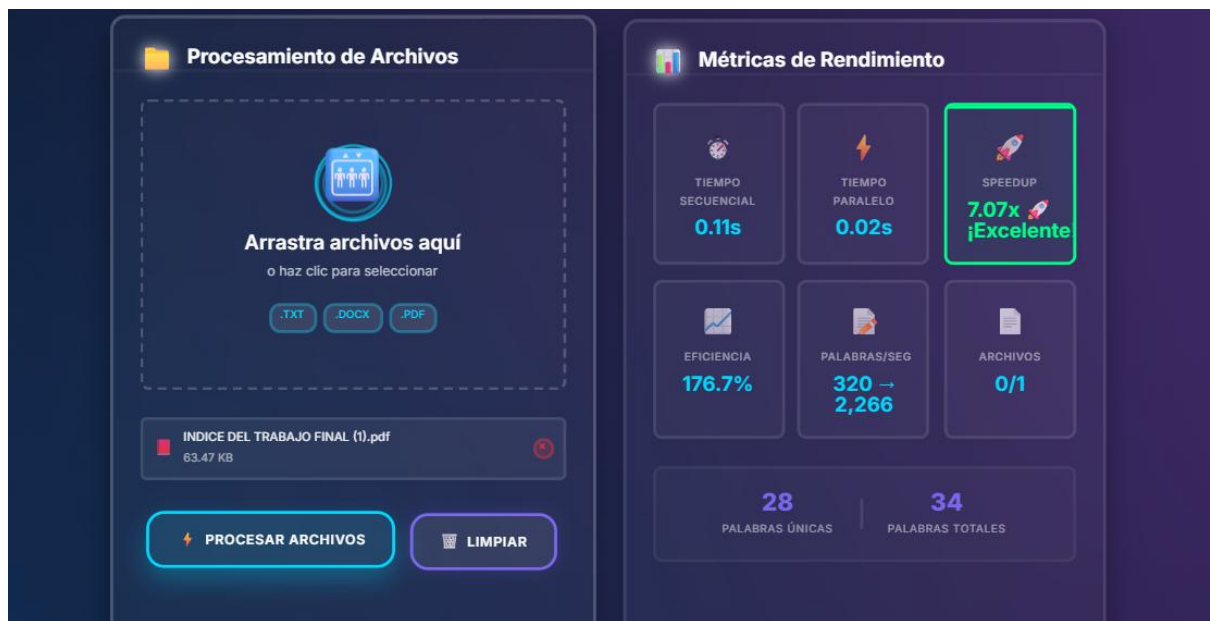 Procesamiento de Archivos
Arrastra archivos aquí
o haz clic para seleccionar
.TXT .DOCX .PDF
INDICE DEL TRABAJO FINAL (1).pdf
63.47 KB
PROCESAR ARCHIVOS
LIMPIAR
Métricas de Rendimiento
TIEMPO
SECUENCIAL
0.11s
TIEMPO
PARALELO
0.02s
SPEEDUP
7.07x 🚀
¡Excelente
EFICIENCIA
176.7%
PALABRAS/SEG
320 →
2,266
ARCHIVOS
0/1
28
PALABRAS ÚNICAS
34
PALABRAS TOTALES